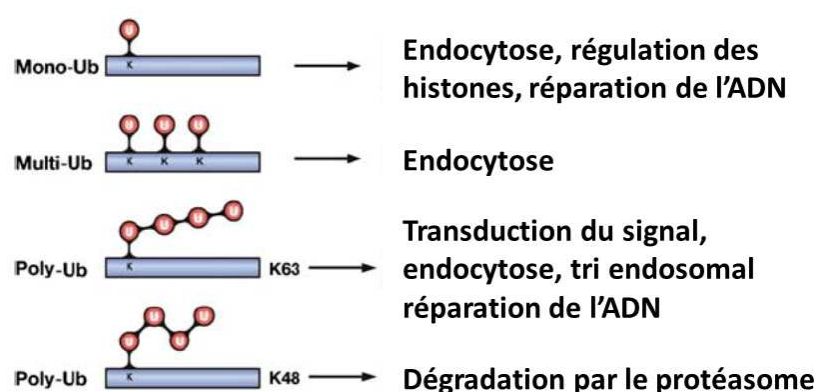 U
Mono-Ub K Endocytose, régulation des
histones, réparation de l'ADN
U U U
Multi-Ub K K K Endocytose
U U U U
Transduction du signal,
Poly-Ub K K63 endocytose, tri endosomal
réparation de l'ADN
U U U U
Poly-Ub K K48 Dégradation par le protéasome